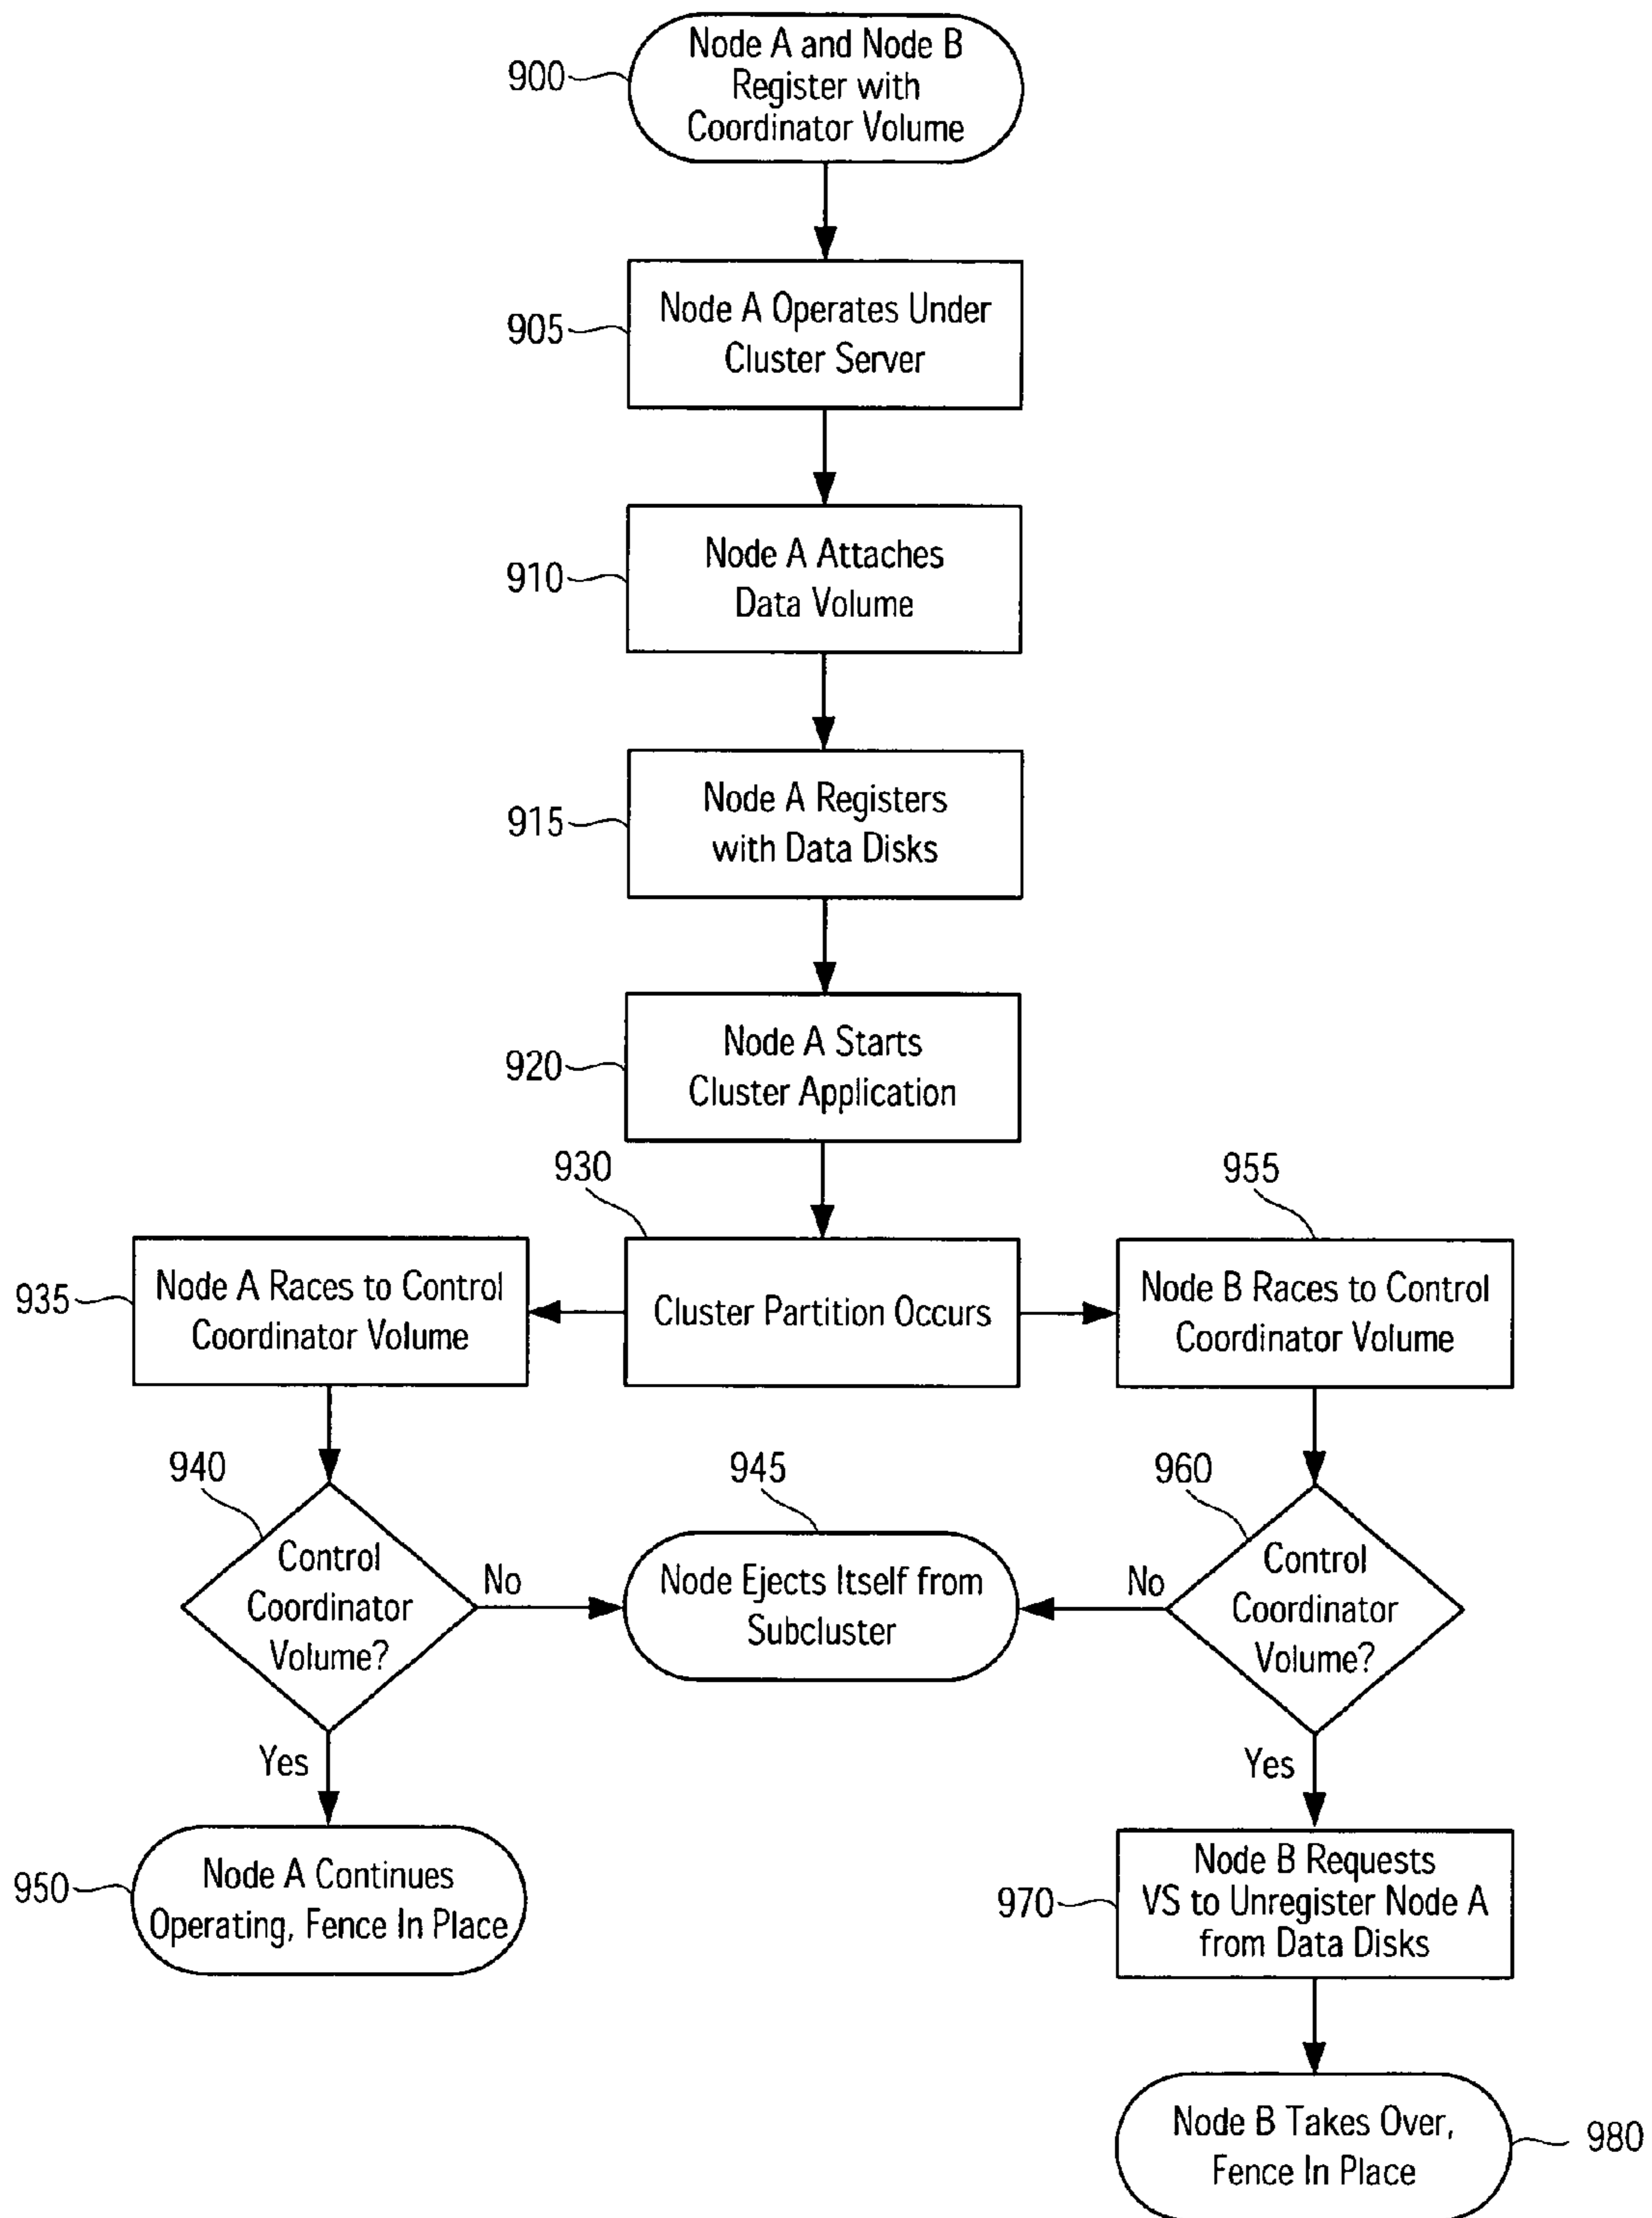 900
Node A and Node B
Register with
Coordinator Volume
905
Node A Operates Under
Cluster Server
910
Node A Attaches
Data Volume
915
Node A Registers
with Data Disks
920
Node A Starts
Cluster Application
930
955
935
Node A Races to Control
Coordinator Volume
Cluster Partition Occurs
Node B Races to Control
Coordinator Volume
940
945
960
Control
Coordinator
Volume?
No
Node Ejects Itself from
Subcluster
No
Control
Coordinator
Volume?
Yes
Yes
950
Node A Continues
Operating, Fence In Place
970
Node B Requests
VS to Unregister Node A
from Data Disks
Node B Takes Over,
Fence In Place
980